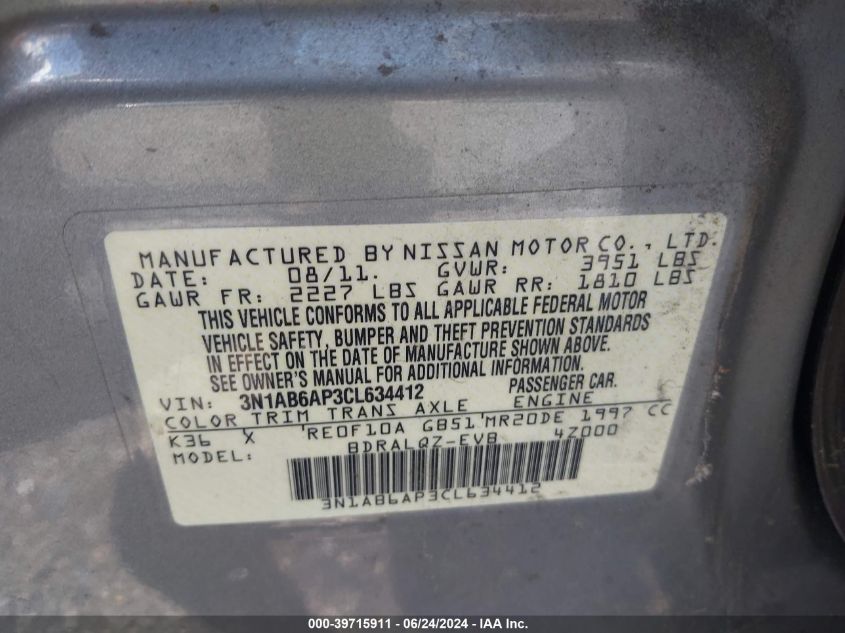 MANUFACTURED BY NISSAN MOTOR CO., LTD.
DATE: 08/11. GVWR: 3951 LBS
GAWR FR: 2227 LBS GAWR RR: 1810 LBS
THIS VEHICLE CONFORMS TO ALL APPLICABLE FEDERAL MOTOR
VEHICLE SAFETY, BUMPER AND THEFT PREVENTION STANDARDS
IN EFFECT ON THE DATE OF MANUFACTURE SHOWN ABOVE.
SEE OWNER'S MANUAL FOR ADDITIONAL INFORMATION.
VIN: 3N1AB6AP3CL634412 PASSENGER CAR.
COLOR TRIM TRANS AXLE ENGINE
K36 X RE0F10A GB51 MR20DE 1997 CC
MODEL: BDRALQZ-EVB 4Z000
3N1AB6AP3CL634412
000-39715911 - 06/24/2024 - IAA Inc.